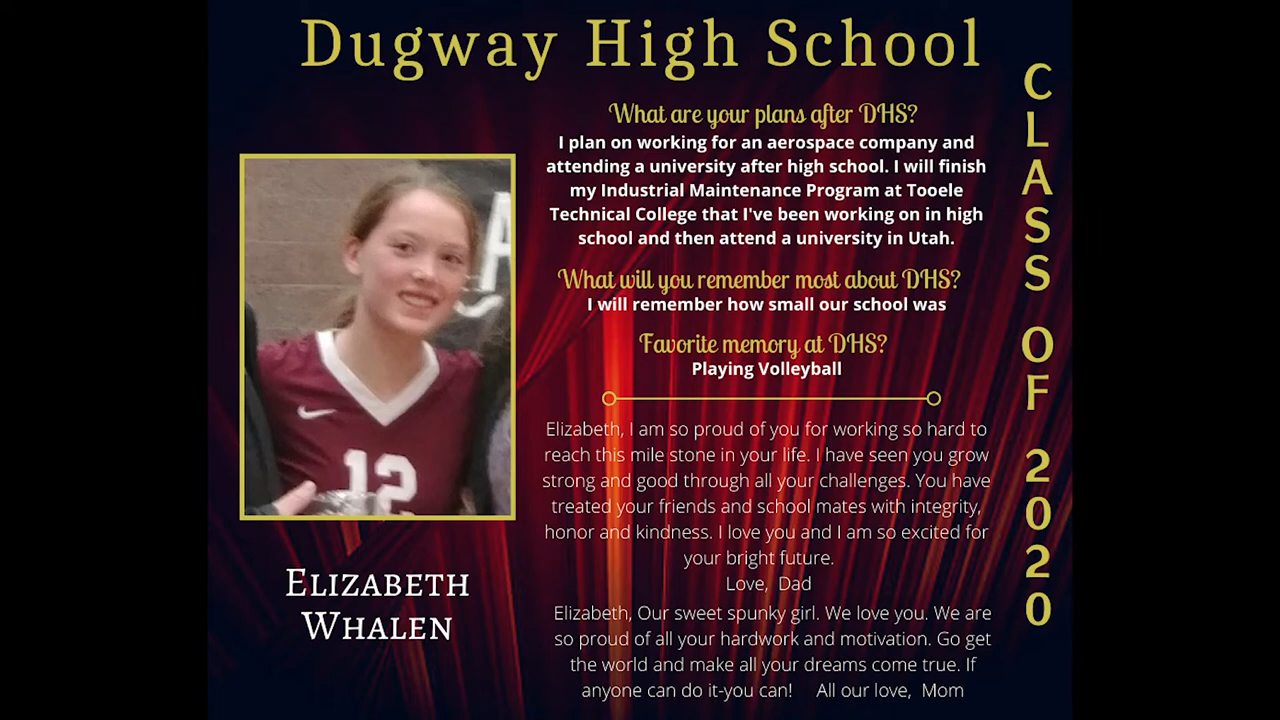 Dugway High School
CLASS OF 2020
What are your plans after DHS?
I plan on working for an aerospace company and
attending a university after high school. I will finish
my Industrial Maintenance Program at Tooele
Technical College that I've been working on in high
school and then attend a university in Utah.
What will you remember most about DHS?
I will remember how small our school was
Favorite memory at DHS?
Playing Volleyball
Elizabeth, I am so proud of you for working so hard to
reach this mile stone in your life. I have seen you grow
strong and good through all your challenges. You have
treated your friends and school mates with integrity,
honor and kindness. I love you and I am so excited for
your bright future.
Love, Dad
Elizabeth, Our sweet spunky girl. We love you. We are
so proud of all your hardwork and motivation. Go get
the world and make all your dreams come true. If
anyone can do it-you can! All our love, Mom
A
12
ELIZABETH
WHALEN